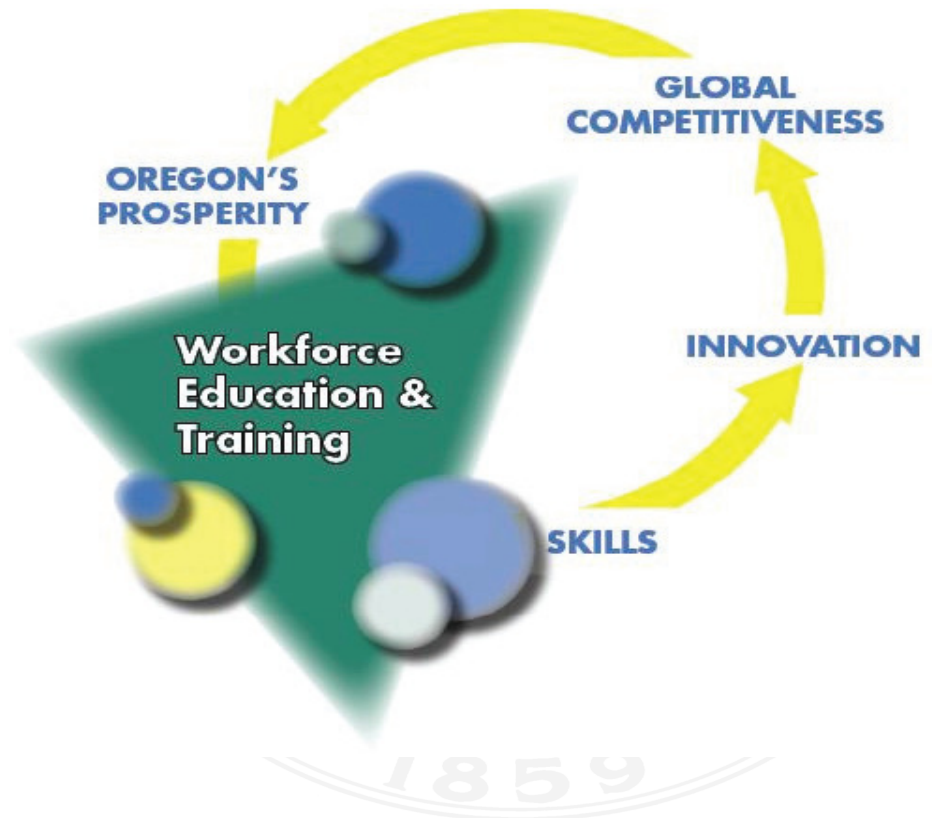 GLOBAL
COMPETITIVENESS
OREGON'S
PROSPERITY
Workforce
Education &
Training
INNOVATION
SKILLS
1859